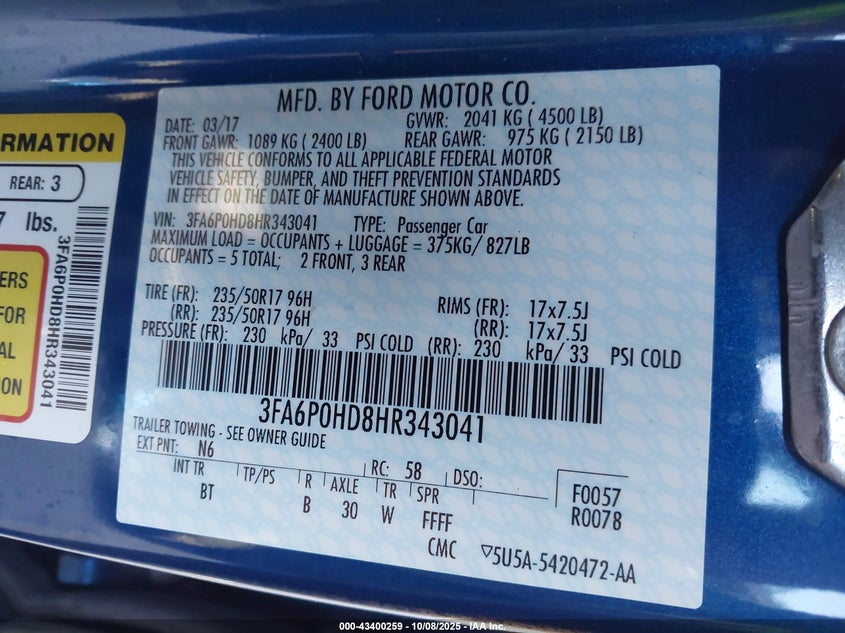 RMATION
REAR: 3
7 lbs.
ERS
FOR
AL
ON
3FA6P0HD8HR343041
MFD. BY FORD MOTOR CO.
DATE: 03/17 GVWR: 2041 KG ( 4500 LB)
FRONT GAWR: 1089 KG ( 2400 LB) REAR GAWR: 975 KG ( 2150 LB)
THIS VEHICLE CONFORMS TO ALL APPLICABLE FEDERAL MOTOR
VEHICLE SAFETY, BUMPER, AND THEFT PREVENTION STANDARDS
IN EFFECT ON THE DATE OF MANUFACTURE SHOWN ABOVE.
VIN: 3FA6P0HD8HR343041 TYPE: Passenger Car
MAXIMUM LOAD = OCCUPANTS + LUGGAGE = 375KG/ 827LB
OCCUPANTS = 5 TOTAL; 2 FRONT, 3 REAR
TIRE (FR): 235/50R17 96H RIMS (FR): 17x7.5J
(RR): 235/50R17 96H (RR): 17x7.5J
PRESSURE (FR): 230 kPa/ 33 PSI COLD (RR): 230 kPa/ 33 PSI COLD
3FA6P0HD8HR343041
TRAILER TOWING - SEE OWNER GUIDE
EXT PNT: N6 RC: 58 DSO:
INT TR TP/PS R AXLE TR SPR F0057
BT B 30 W FFFF R0078
CMC 5U5A-5420472-AA
000-43400259 - 10/08/2025 - IAA Inc.